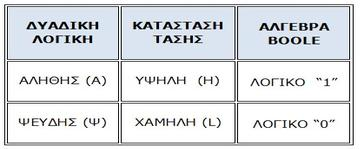 ΔΥΑΔΙΚΗ ΛΟΓΙΚΗ ΚΑΤΑΣΤΑΣΗ ΤΑΣΗΣ ΑΛΓΕΒΡΑ BOOLE
ΑΛΗΘΗΣ (Α) ΥΨΗΛΗ (Η) ΛΟΓΙΚΟ “1”
ΨΕΥΔΗΣ (Ψ) ΧΑΜΗΛΗ (L) ΛΟΓΙΚΟ “0”